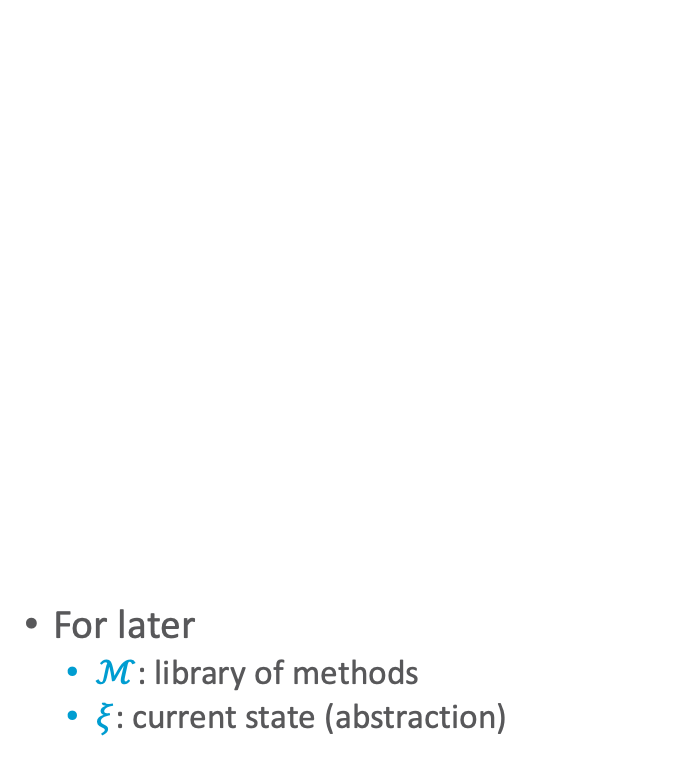 • For later
• ℳ: library of methods
• ξ: current state (abstraction)